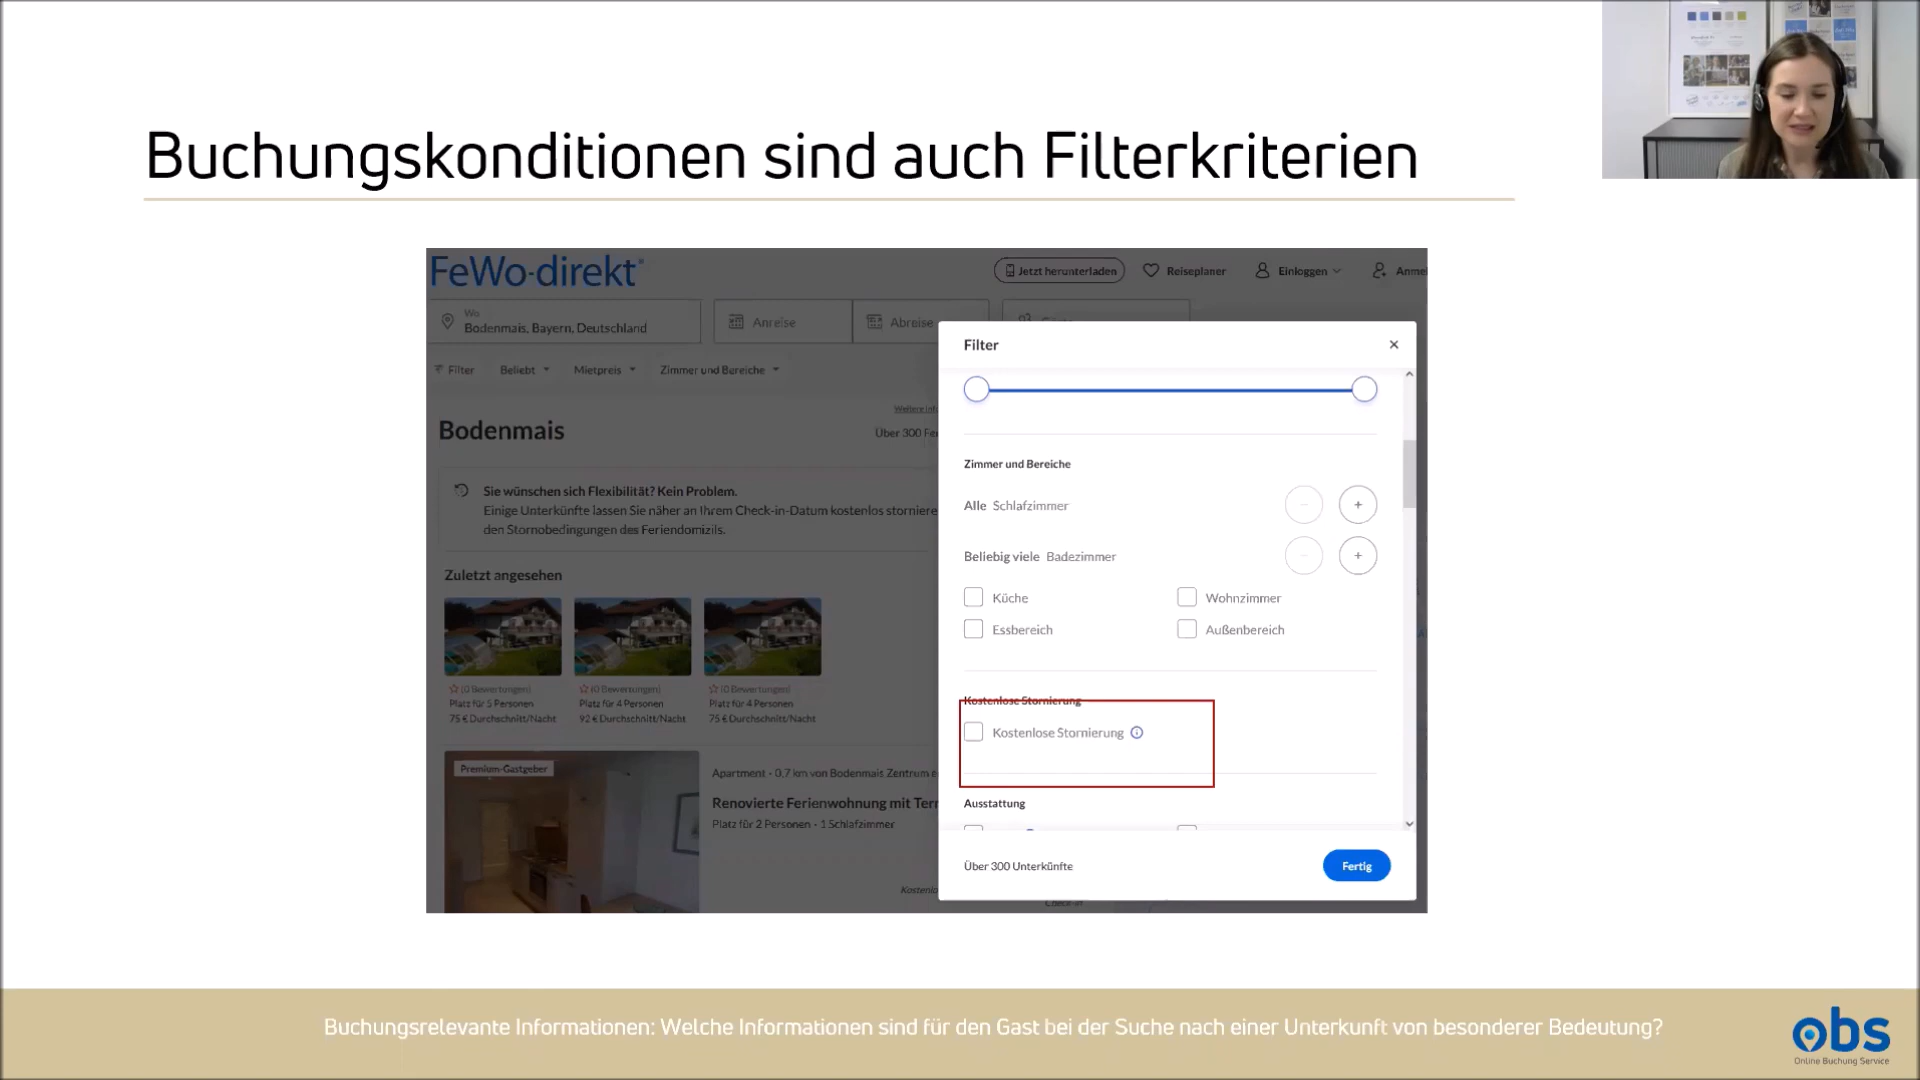 Buchungskonditionen sind auch Filterkriterien
FeWo-direkt
Jetzt herunterladen
Reiseplaner
Einloggen
Wo
Bodenmais, Bayern, Deutschland
Anreise
Abreise
Filter
Beliebt
Mietpreis
Zimmer und Bereiche
Bodenmais
Über 300
Sie wünschen sich Flexibilität? Kein Problem.
Einige Unterkünfte lassen Sie näher an Ihrem Check-in-Datum kostenlos
den Stornobedingungen des Feriendomizils.
Zuletzt angesehen
(0 Bewertungen)
Platz für 5 Personen
75 € Durchschnitt/Nacht
(0 Bewertungen)
Platz für 4 Personen
92 € Durchschnitt/Nacht
(0 Bewertungen)
Platz für 4 Personen
75 € Durchschnitt/Nacht
Premium-Gastgeber
Apartment - 0,7 km von Bodenmais Zentrum
Renovierte Ferienwohnung mit
Platz für 2 Personen - 1 Schlafzimmer
Filter
Zimmer und Bereiche
Alle Schlafzimmer
Beliebig viele Badezimmer
Küche
Wohnzimmer
Essbereich
Außenbereich
Kostenlose Stornierung
Kostenlose Stornierung
Ausstattung
Über 300 Unterkünfte
Fertig
Buchungsrelevante Informationen: Welche Informationen sind für den Gast bei der Suche nach einer Unterkunft von besonderer Bedeutung?
obs
Online Buchung Service